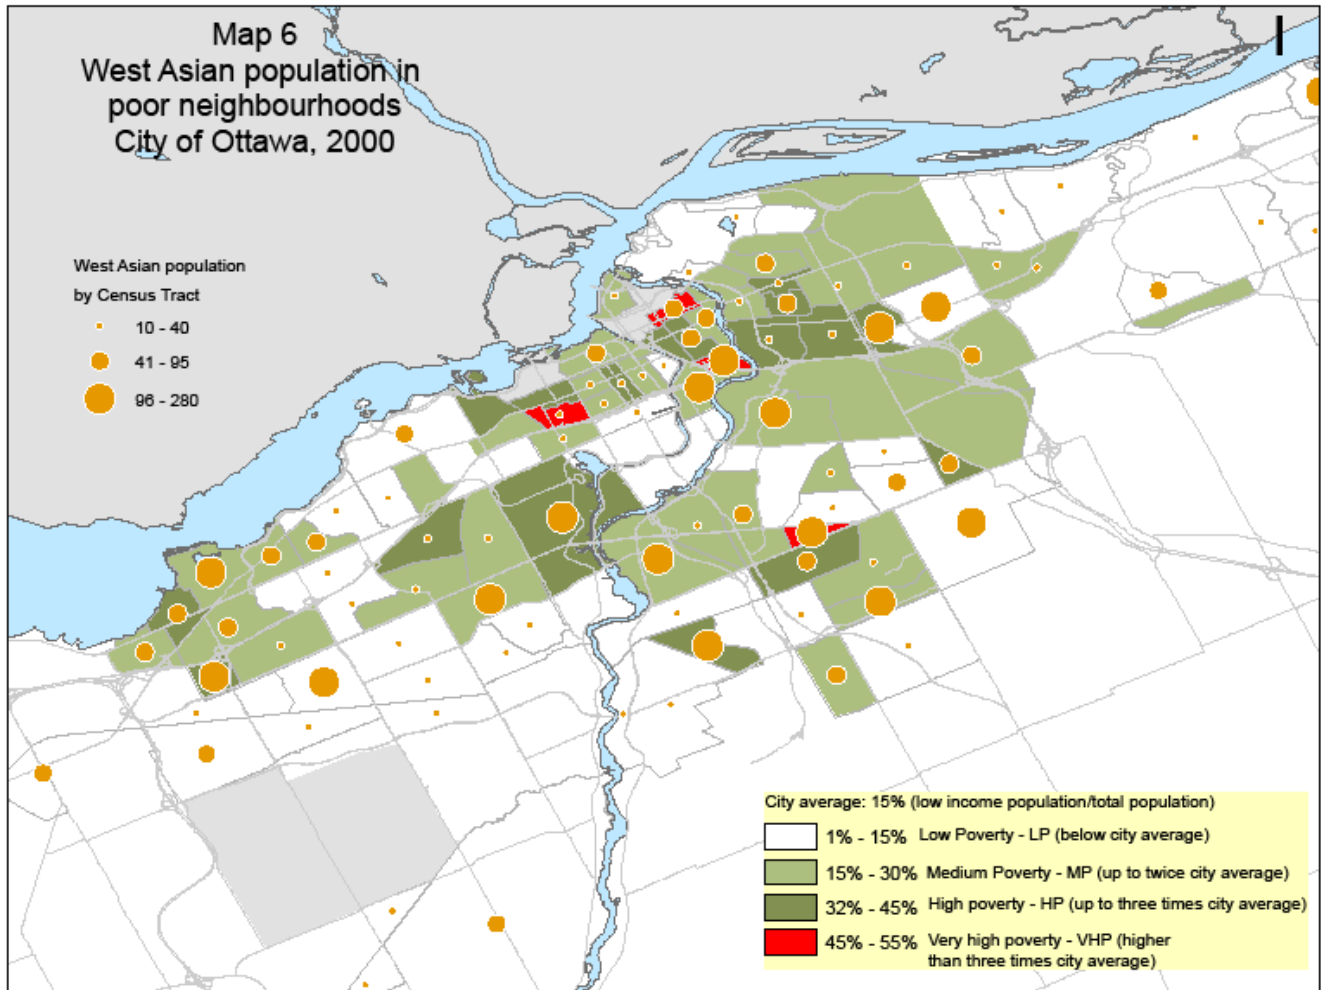 Map 6
West Asian population in
poor neighbourhoods
City of Ottawa, 2000
West Asian population
by Census Tract
10 - 40
41 - 95
96 - 280
City average: 15% (low income population/total population)
1% - 15% Low Poverty - LP (below city average)
15% - 30% Medium Poverty - MP (up to twice city average)
32% - 45% High poverty - HP (up to three times city average)
45% - 55% Very high poverty - VHP (higher
than three times city average)